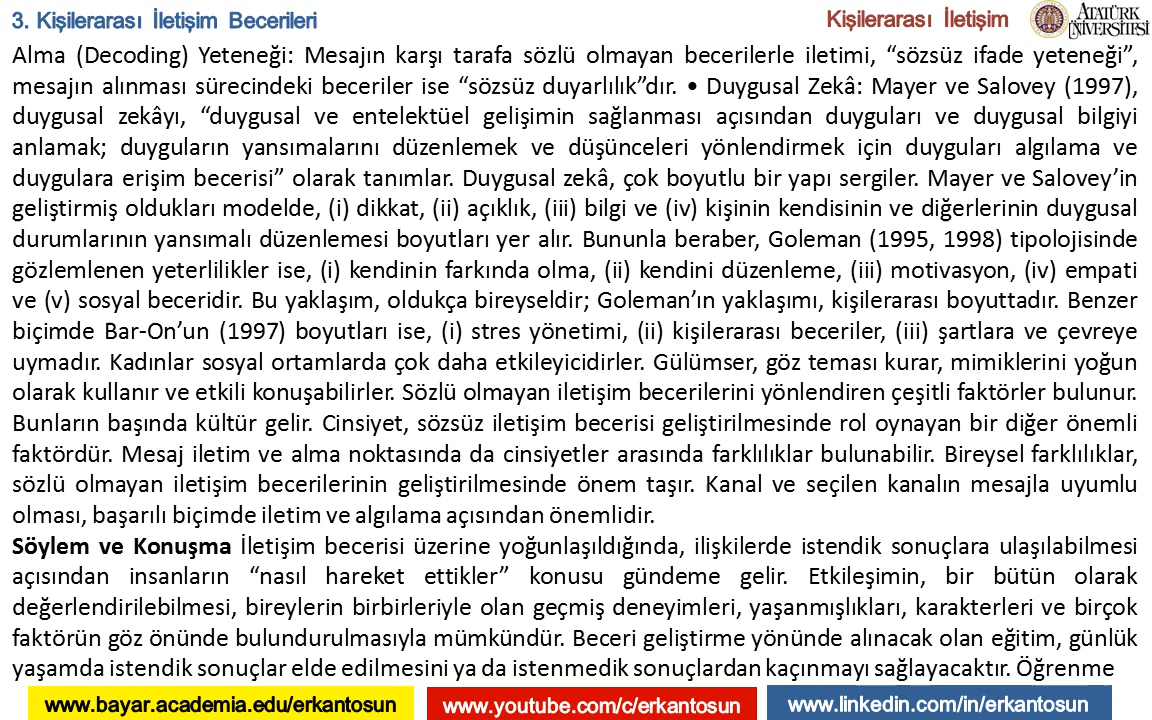 3. Kişilerarası İletişim Becerileri
Kişilerarası İletişim
ATATÜRK
ÜNİVERSİTESİ
Alma (Decoding) Yeteneği: Mesajın karşı tarafa sözlü olmayan becerilerle iletimi, “sözsüz ifade yeteneği”,
mesajın alınması sürecindeki beceriler ise “sözsüz duyarlılık”dır. • Duygusal Zekâ: Mayer ve Salovey (1997),
duygusal zekâyı, “duygusal ve entelektüel gelişimin sağlanması açısından duyguları ve duygusal bilgiyi
anlamak; duyguların yansımalarını düzenlemek ve düşünceleri yönlendirmek için duyguları algılama ve
duygulara erişim becerisi” olarak tanımlar. Duygusal zekâ, çok boyutlu bir yapı sergiler. Mayer ve Salovey’in
geliştirmiş oldukları modelde, (i) dikkat, (ii) açıklık, (iii) bilgi ve (iv) kişinin kendisinin ve diğerlerinin duygusal
durumlarının yansımalı düzenlemesi boyutları yer alır. Bununla beraber, Goleman (1995, 1998) tipolojisinde
gözlemlenen yeterlilikler ise, (i) kendinin farkında olma, (ii) kendini düzenleme, (iii) motivasyon, (iv) empati
ve (v) sosyal beceridir. Bu yaklaşım, oldukça bireyseldir; Goleman’ın yaklaşımı, kişilerarası boyuttadır. Benzer
biçimde Bar-On’un (1997) boyutları ise, (i) stres yönetimi, (ii) kişilerarası beceriler, (iii) şartlara ve çevreye
uymadır. Kadınlar sosyal ortamlarda çok daha etkileyicidirler. Gülümser, göz teması kurar, mimiklerini yoğun
olarak kullanır ve etkili konuşabilirler. Sözlü olmayan iletişim becerilerini yönlendiren çeşitli faktörler bulunur.
Bunların başında kültür gelir. Cinsiyet, sözsüz iletişim becerisi geliştirilmesinde rol oynayan bir diğer önemli
faktördür. Mesaj iletim ve alma noktasında da cinsiyetler arasında farklılıklar bulunabilir. Bireysel farklılıklar,
sözlü olmayan iletişim becerilerinin geliştirilmesinde önem taşır. Kanal ve seçilen kanalın mesajla uyumlu
olması, başarılı biçimde iletim ve algılama açısından önemlidir.
Söylem ve Konuşma İletişim becerisi üzerine yoğunlaşıldığında, ilişkilerde istendik sonuçlara ulaşılabilmesi
açısından insanların “nasıl hareket ettikler” konusu gündeme gelir. Etkileşimin, bir bütün olarak
değerlendirilebilmesi, bireylerin birbirleriyle olan geçmiş deneyimleri, yaşanmışlıkları, karakterleri ve birçok
faktörün göz önünde bulundurulmasıyla mümkündür. Beceri geliştirme yönünde alınacak olan eğitim, günlük
yaşamda istendik sonuçlar elde edilmesini ya da istenmedik sonuçlardan kaçınmayı sağlayacaktır. Öğrenme
www.bayar.academia.edu/erkantosun
www.youtube.com/c/erkantosun
www.linkedin.com/in/erkantosun